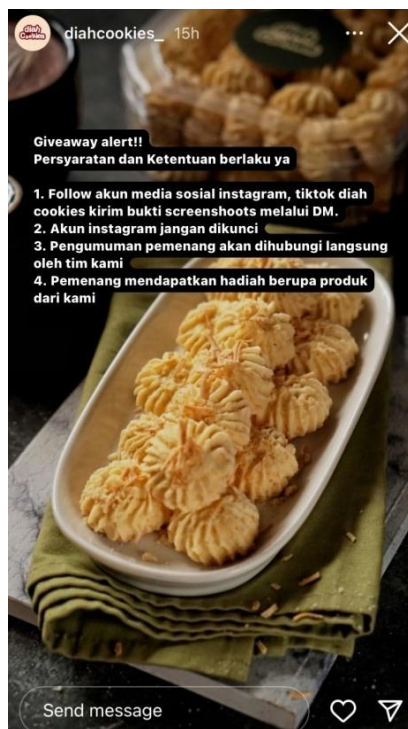 diah
Cookies
diahcookies_ 15h
Giveaway alert!!
Persyaratan dan Ketentuan berlaku ya
1. Follow akun media sosial instagram, tiktok diah
cookies kirim bukti screenshoots melalui DM.
2. Akun instagram jangan dikunci
3. Pengumuman pemenang akan dihubungi langsung
oleh tim kami
4. Pemenang mendapatkan hadiah berupa produk
dari kami
Send message